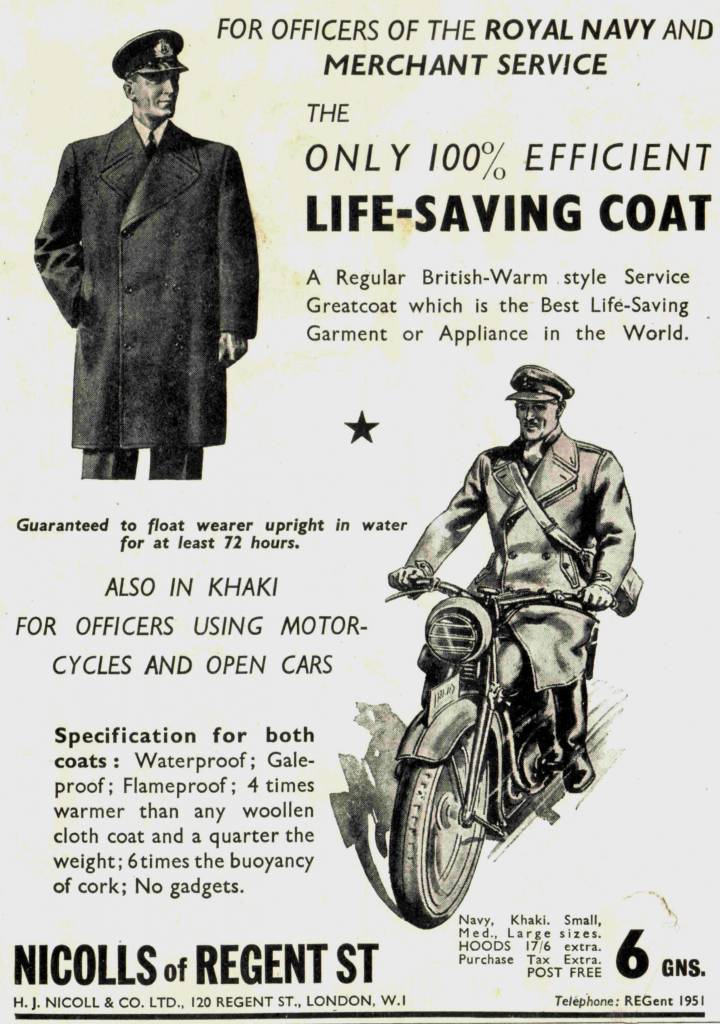 FOR OFFICERS OF THE ROYAL NAVY AND
MERCHANT SERVICE
THE
ONLY 100% EFFICIENT
LIFE-SAVING COAT
A Regular British-Warm style Service
Greatcoat which is the Best Life-Saving
Garment or Appliance in the World.
Guaranteed to float wearer upright in water
for at least 72 hours.
ALSO IN KHAKI
FOR OFFICERS USING MOTOR-
CYCLES AND OPEN CARS
Specification for both
coats: Waterproof; Gale-
proof; Flameproof; 4 times
warmer than any woollen
cloth coat and a quarter the
weight; 6 times the buoyancy
of cork; No gadgets.
Navy, Khaki. Small,
Med., Large sizes.
HOODS 17/6 extra.
Purchase Tax Extra.
POST FREE
6 GNS.
NICOLLS of REGENT ST
H. J. NICOLL & CO. LTD., 120 REGENT ST., LONDON, W.1
Telephone: REGent 1951